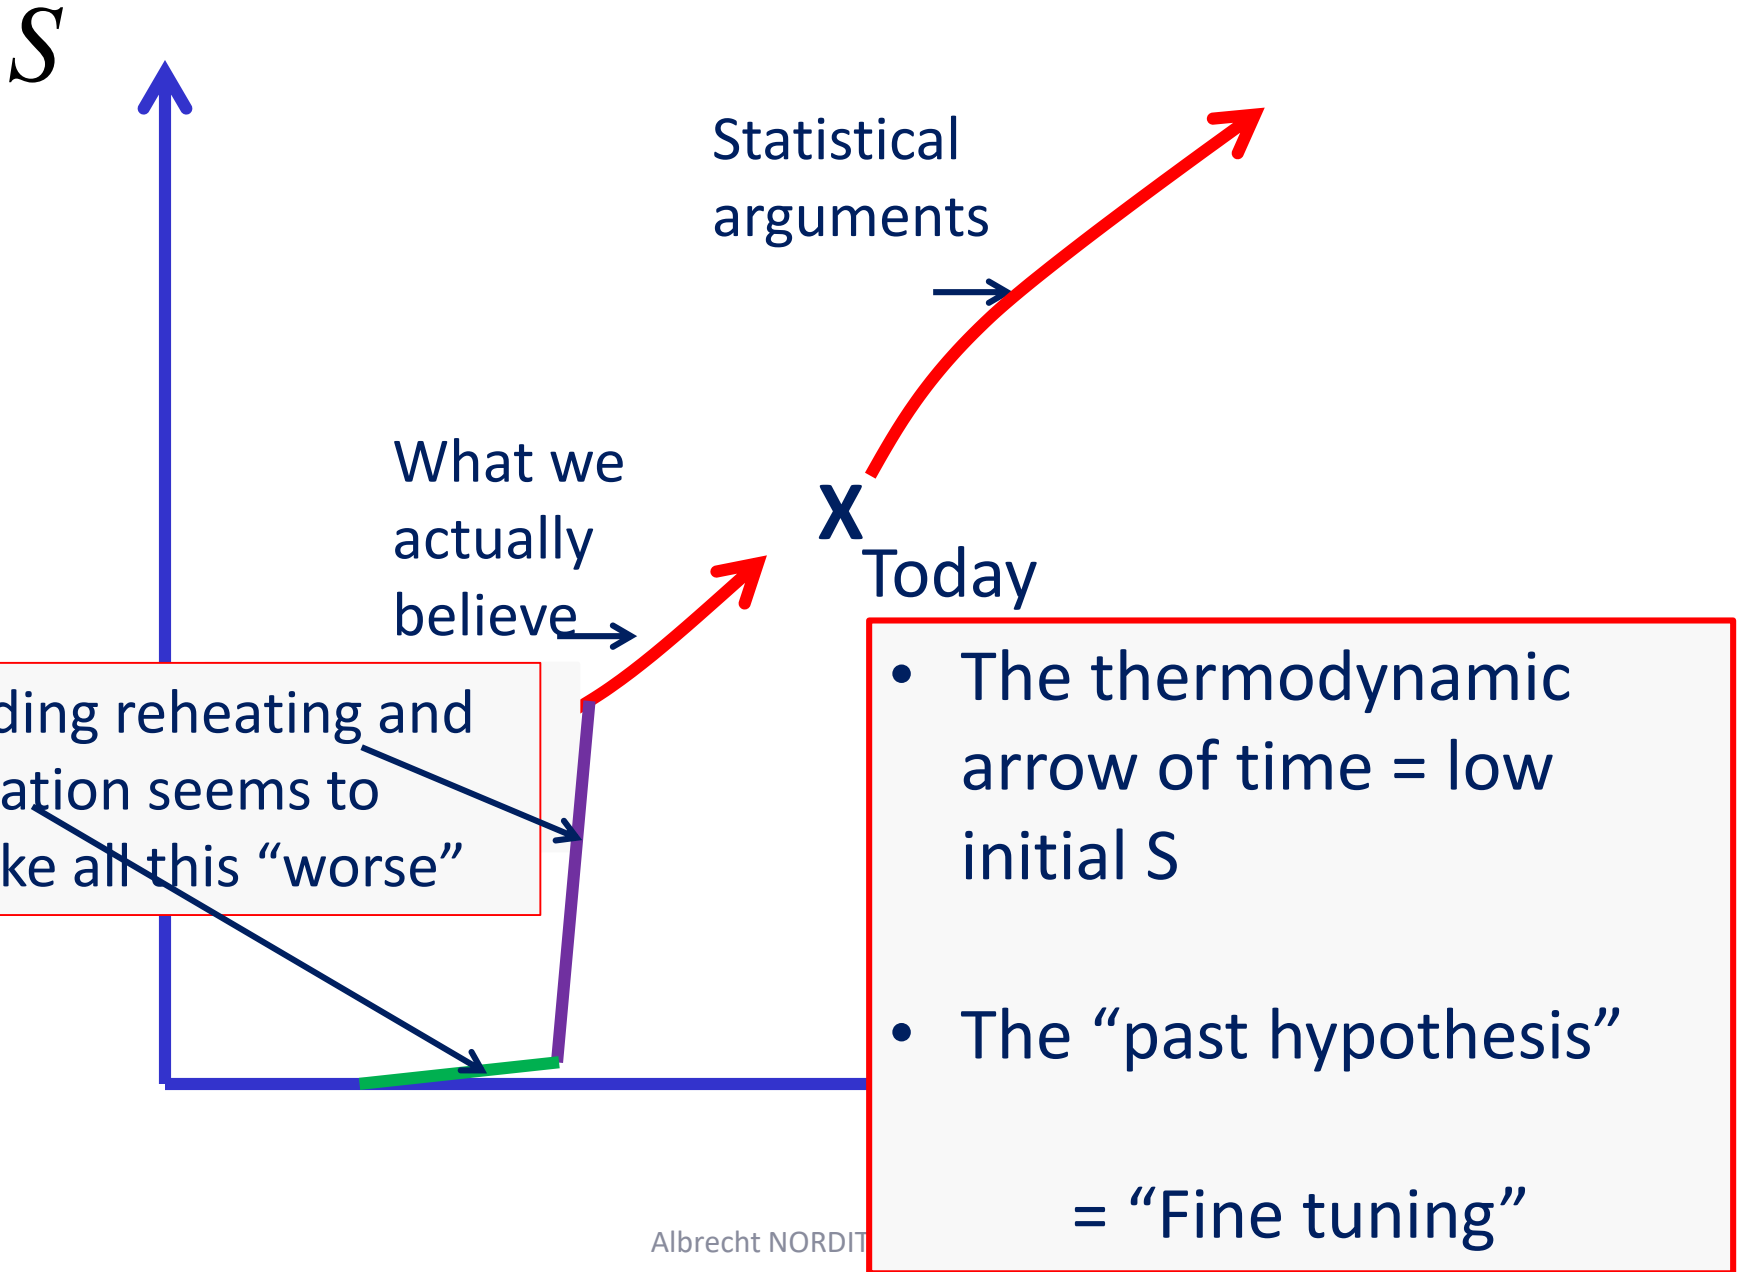 S
Statistical
arguments
What we
actually
believe
X
Today
ding reheating and
ation seems to
ke all this “worse”
• The thermodynamic
arrow of time = low
initial S
• The “past hypothesis”
= “Fine tuning”
Albrecht NORDIT